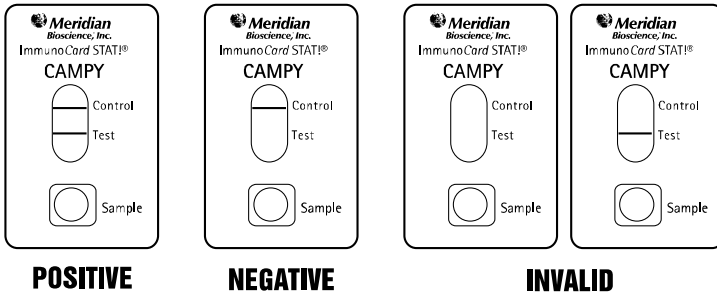 Meridian
Bioscience, Inc.
ImmunoCard STAT!®
CAMPY
Control
Test
Sample
POSITIVE
Meridian
Bioscience, Inc.
ImmunoCard STAT!®
CAMPY
Control
Test
Sample
NEGATIVE
Meridian
Bioscience, Inc.
ImmunoCard STAT!®
CAMPY
Control
Test
Sample
Meridian
Bioscience, Inc.
ImmunoCard STAT!®
CAMPY
Control
Test
Sample
INVALID